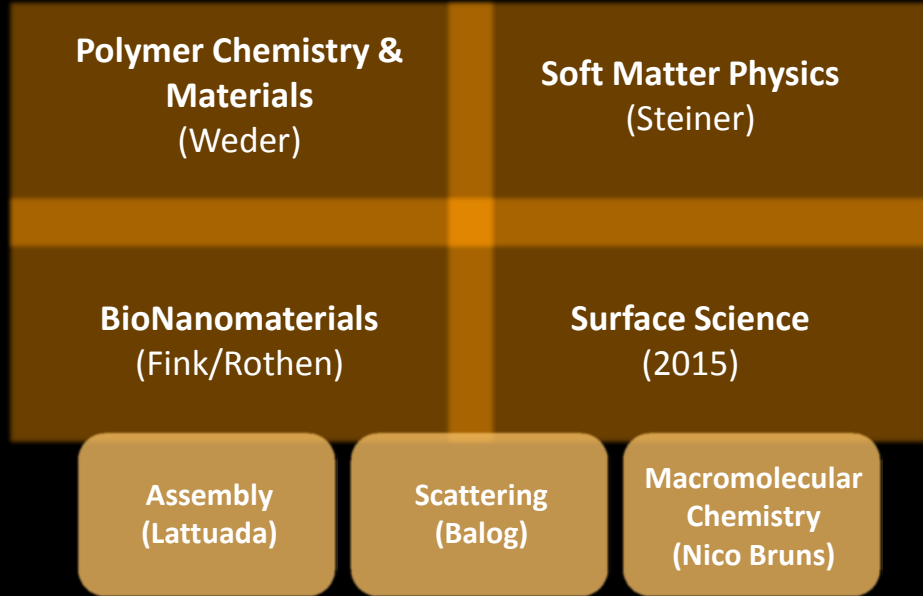 Polymer Chemistry &
Materials
(Weder)
Soft Matter Physics
(Steiner)
BioNanomaterials
(Fink/Rothen)
Surface Science
(2015)
Assembly
(Lattuada)
Scattering
(Balog)
Macromolecular
Chemistry
(Nico Bruns)